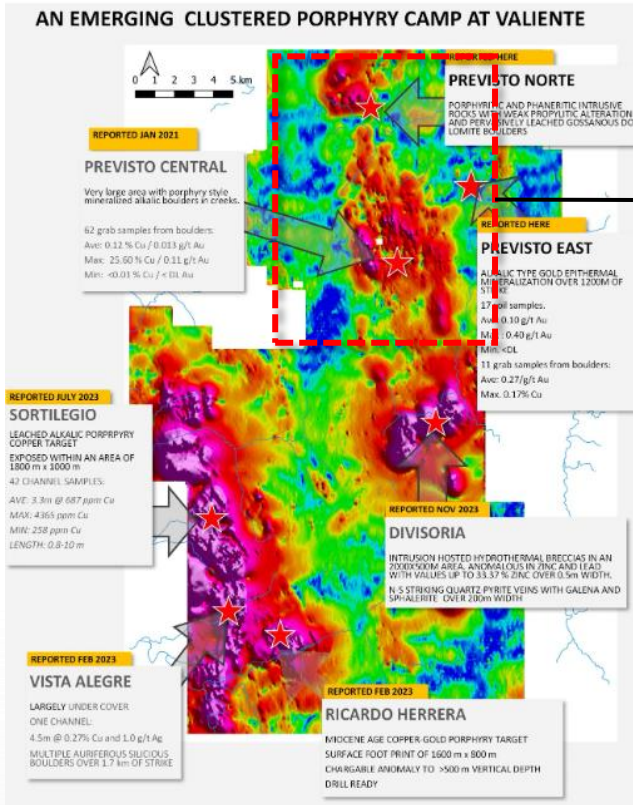 AN EMERGING CLUSTERED PORPHYRY CAMP AT VALIENTE
0 1 2 3 4 5 km
REPORTED HERE
PREVISTO NORTE
PORPHYRITIC AND PHANERITIC INTRUSIVE
ROCKS WITH WEAK PROPYLITIC ALTERATION
AND PERVASIVELY LEACHED GOSSANOUS DO
LOMITE BOULDERS
REPORTED JAN 2021
PREVISTO CENTRAL
Very large area with porphyry style
mineralized alkalic boulders in creeks.
62 grab samples from boulders:
Ave: 0.12 % Cu / 0.013 g/t Au
Max: 25.60 % Cu / 0.11 g/t Au
Min: <0.01 % Cu / < DL Au
REPORTED HERE
PREVISTO EAST
ALKALIC TYPE GOLD EPITHERMAL
MINERALIZATION OVER 1200M OF
STRIKE
17 soil samples.
Ave: 0.10 g/t Au
Max: 0.40 g/t Au
Min: <DL
11 grab samples from boulders:
Ave: 0.27/g/t Au
Max. 0.17% Cu
REPORTED JULY 2023
SORTILEGIO
LEACHED ALKALIC PORPRPYRY
COPPER TARGET
EXPOSED WITHIN AN AREA OF
1800 m x 1000 m
42 CHANNEL SAMPLES:
AVE: 3.3m @ 687 ppm Cu
MAX: 4365 ppm Cu
MIN: 258 ppm Cu
LENGTH: 0.8-10 m
REPORTED NOV 2023
DIVISORIA
INTRUSION HOSTED HYDROTHERMAL BRECCIAS IN AN
2000X500M AREA. ANOMALOUS IN ZINC AND LEAD
WITH VALUES UP TO 33.37 % ZINC OVER 0.5m WIDTH.
N-S STRIKING QUARTZ-PYRITE VEINS WITH GALENA AND
SPHALERITE OVER 200m WIDTH
REPORTED FEB 2023
VISTA ALEGRE
LARGELY UNDER COVER
ONE CHANNEL:
4.5m @ 0.27% Cu and 1.0 g/t Ag
MULTIPLE AURIFEROUS SILICIOUS
BOULDERS OVER 1.7 km OF STRIKE
REPORTED FEB 2023
RICARDO HERRERA
MIOCENE AGE COPPER-GOLD PORPHYRY TARGET
SURFACE FOOT PRINT OF 1600 m x 800 m
CHARGABLE ANOMALY TO >500 m VERTICAL DEPTH
DRILL READY